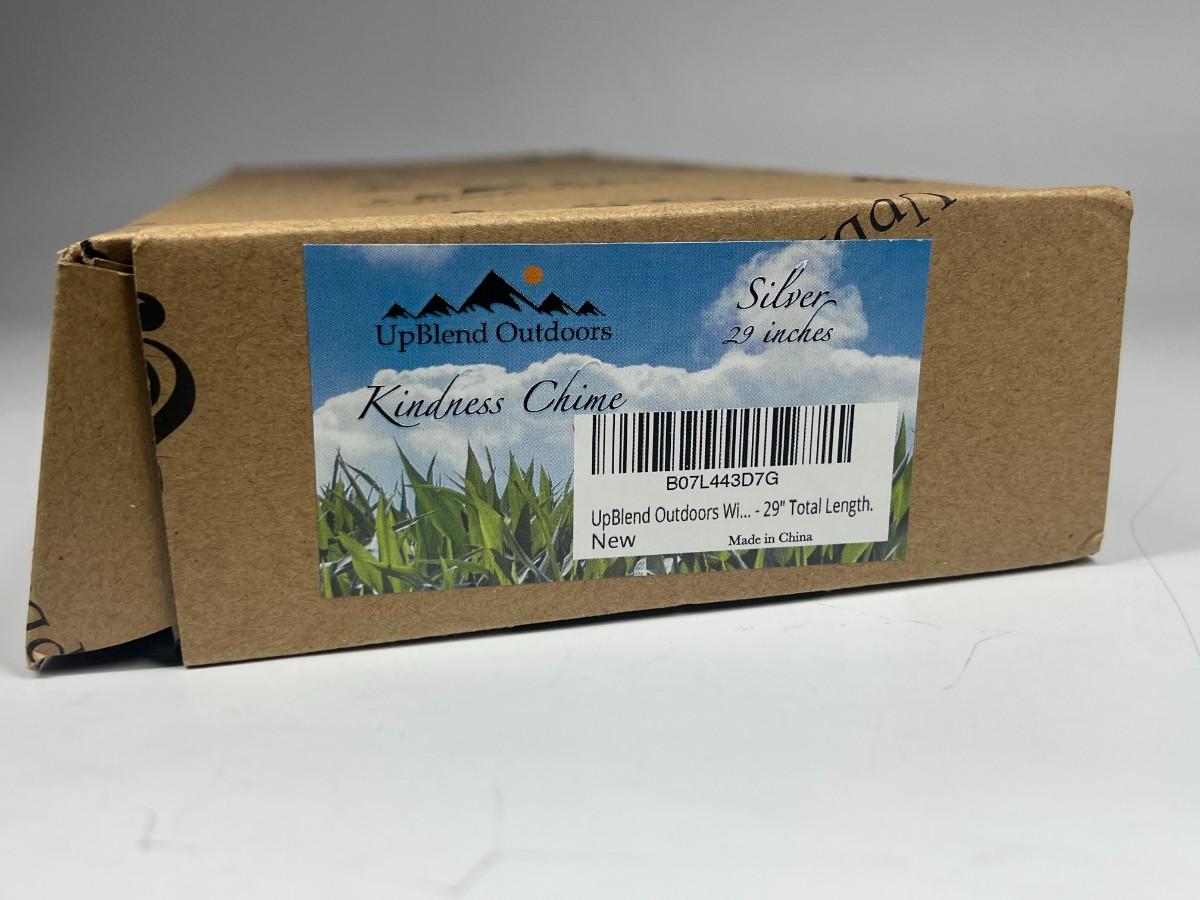 UpBlend Outdoors
Silver
29 inches
Kindness Chime
B07L443D7G
UpBlend Outdoors Wi... - 29" Total Length.
New
Made in China